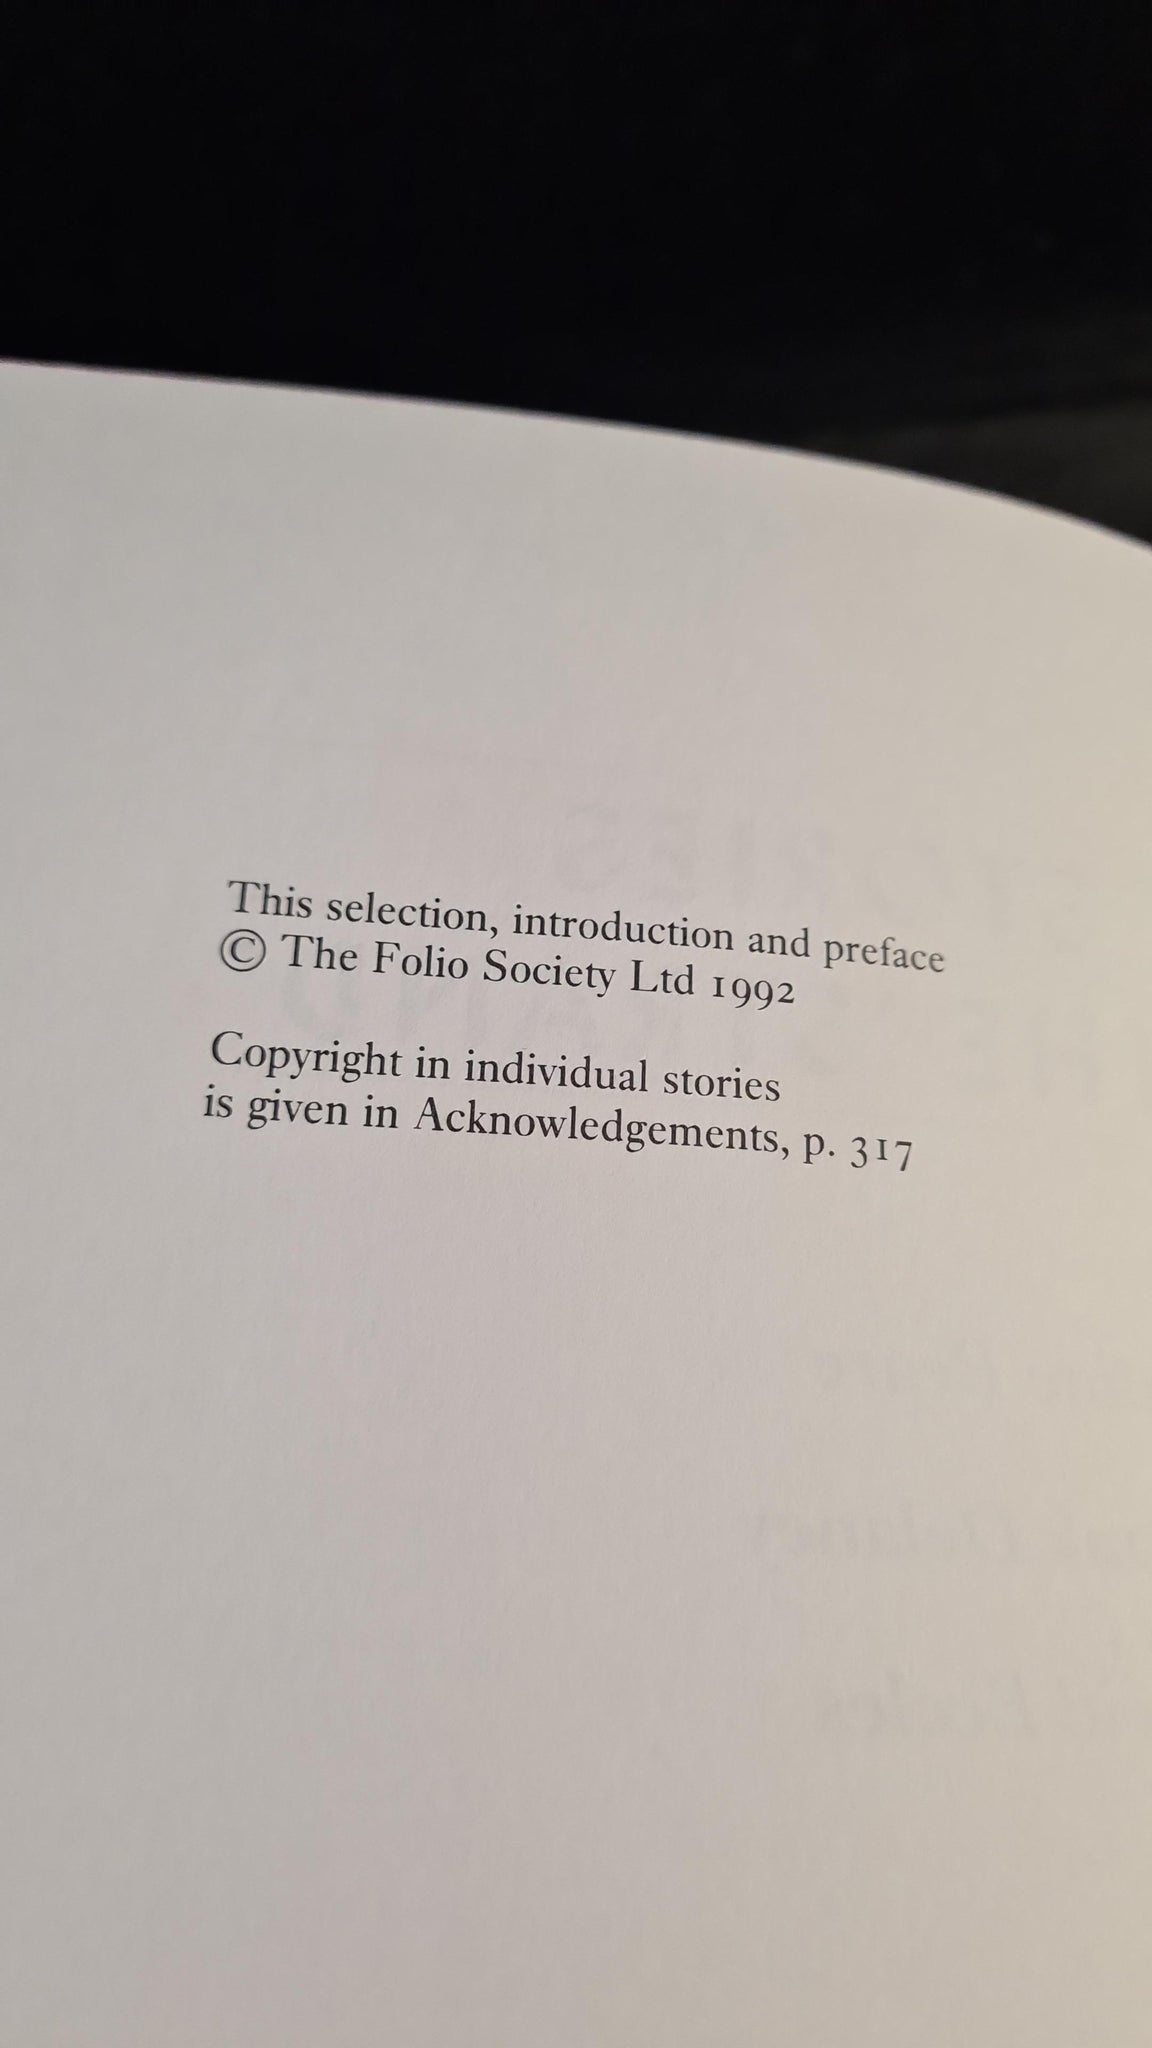 This selection, introduction and preface
© The Folio Society Ltd 1992
Copyright in individual stories
is given in Acknowledgements, p. 317